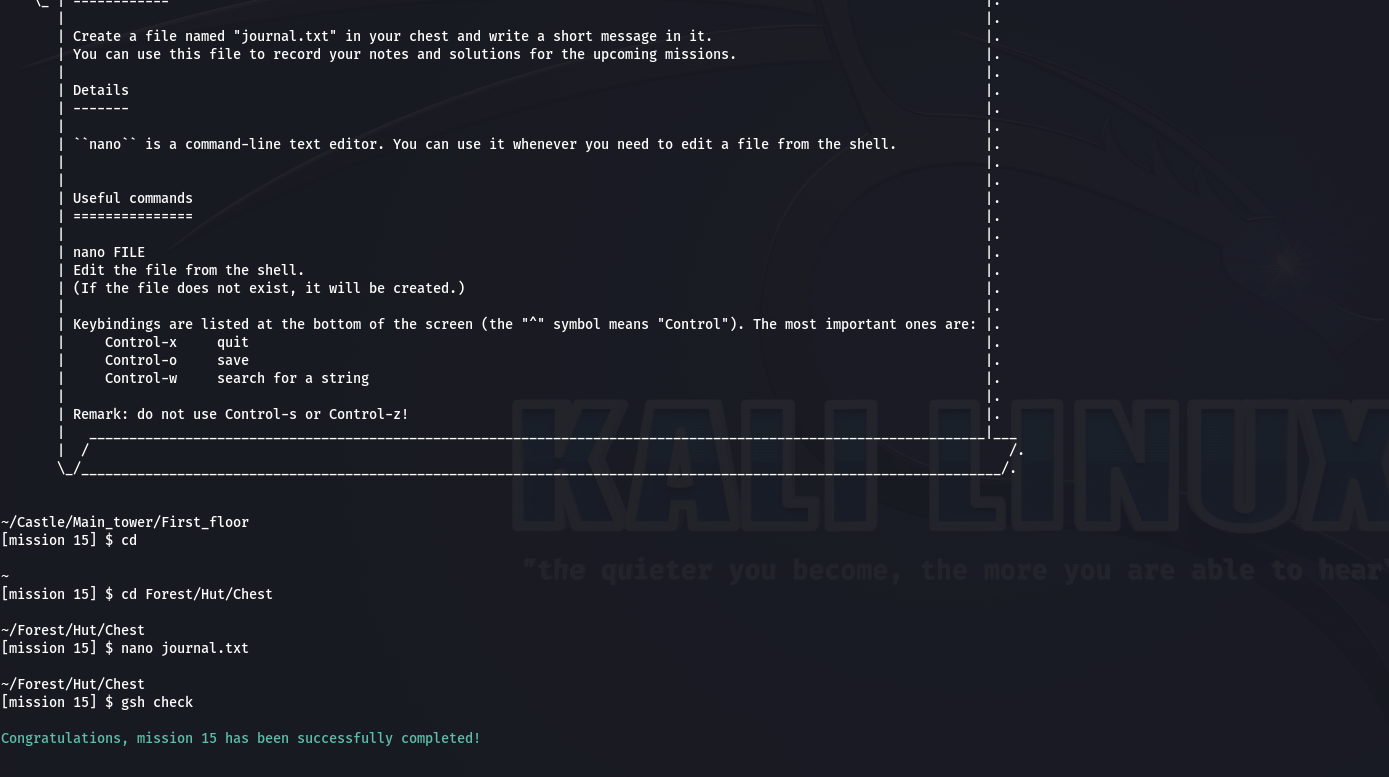 \_ | ------------ |.
| |.
| Create a file named "journal.txt" in your chest and write a short message in it. |.
| You can use this file to record your notes and solutions for the upcoming missions. |.
| |.
| Details |.
| ------- |.
| |.
| ``nano`` is a command-line text editor. You can use it whenever you need to edit a file from the shell. |.
| |.
| |.
| Useful commands |.
| =============== |.
| |.
| nano FILE |.
| Edit the file from the shell. |.
| (If the file does not exist, it will be created.) |.
| |.
| Keybindings are listed at the bottom of the screen (the "^" symbol means "Control"). The most important ones are: |.
| Control-x quit |.
| Control-o save |.
| Control-w search for a string |.
| |.
| Remark: do not use Control-s or Control-z! |.
| ________________________________________________________________________________________________________________|___
| / /.
\_/___________________________________________________________________________________________________________________/.
~/Castle/Main_tower/First_floor
[mission 15] $ cd
~
[mission 15] $ cd Forest/Hut/Chest
~/Forest/Hut/Chest
[mission 15] $ nano journal.txt
~/Forest/Hut/Chest
[mission 15] $ gsh check
Congratulations, mission 15 has been successfully completed!
KALI LINUX
"the quieter you become, the more you are able to hear"